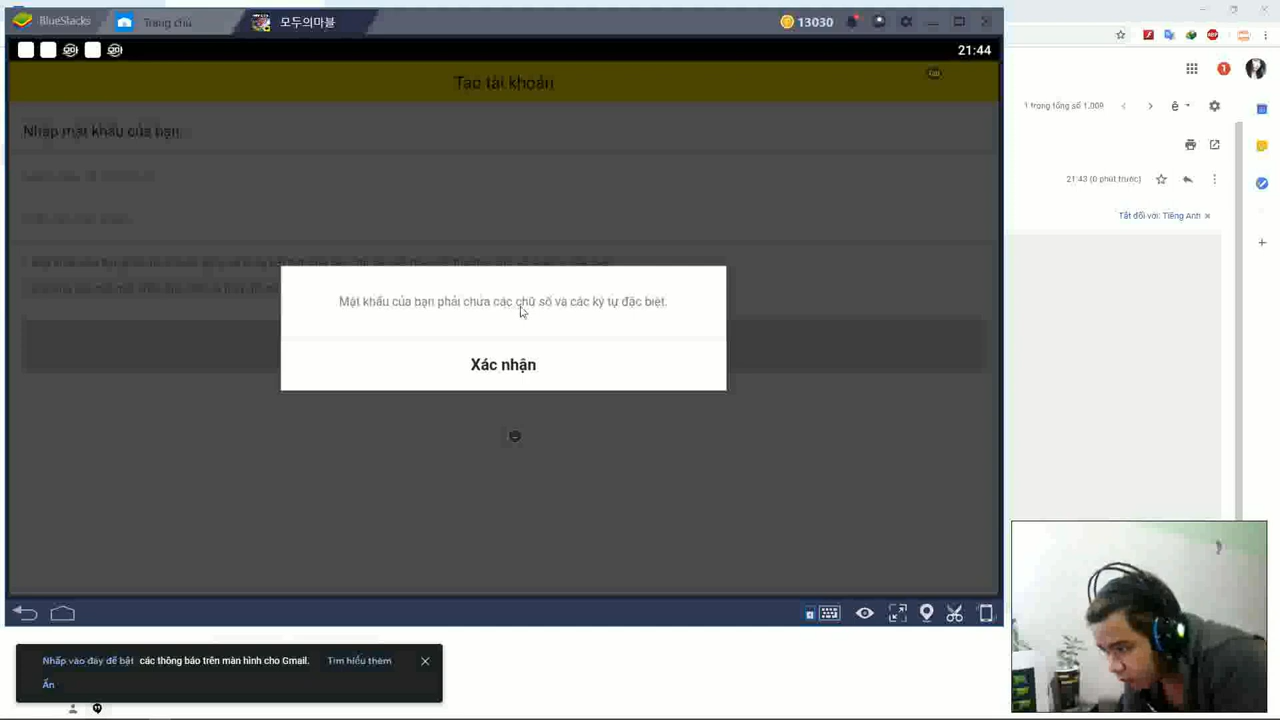 BlueStacks
Trang chủ
모두의마블
13030
21:44
Tạo tài khoản
Nhập mật khẩu của bạn.
Mật khẩu của bạn phải chứa các chữ số và các ký tự đặc biệt.
Xác nhận
1 trong tổng số 1.009
21:43 (0 phút trước)
Tắt đối với: Tiếng Anh
Nhấp vào đây để bật các thông báo trên màn hình cho Gmail. Tìm hiểu thêm
Ẩn